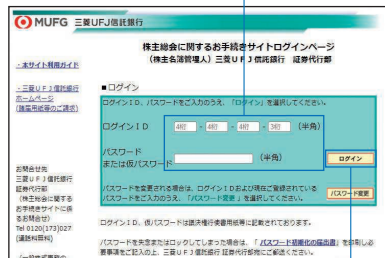 MUFG 三菱UFJ信託銀行
株主総会に関するお手続きサイトログインページ
(株主名簿管理人) 三菱UFJ信託銀行 証券代行部
・本サイト利用ガイド
・三菱UFJ信託銀行
ホームページ
(諸届用紙等のご請求)
■ログイン
ログインID、パスワードをご入力のうえ、「ログイン」を選択してください。
ログインID 4桁 - 4桁 - 4桁 - 3桁 (半角)
パスワード
または仮パスワード (半角)
ログイン
パスワードを変更される場合は、ログインIDおよび現在ご登録されている
パスワードをご入力のうえ、「パスワード変更」を選択してください。
パスワード変更
お問合せ先
三菱UFJ信託銀行
証券代行部
(株主総会に関する
お手続きサイトに係
るお問合せ)
Tel 0120(173)027
(通話料無料)
ログインID、仮パスワードは議決権行使書用紙等に記載されております。
パスワードを失念またはロックしてしまった場合は、「パスワード初期化の届出書」を印刷し必
要事項をご記入の上、三菱UFJ信託銀行 証券代行部宛にご郵送ください。